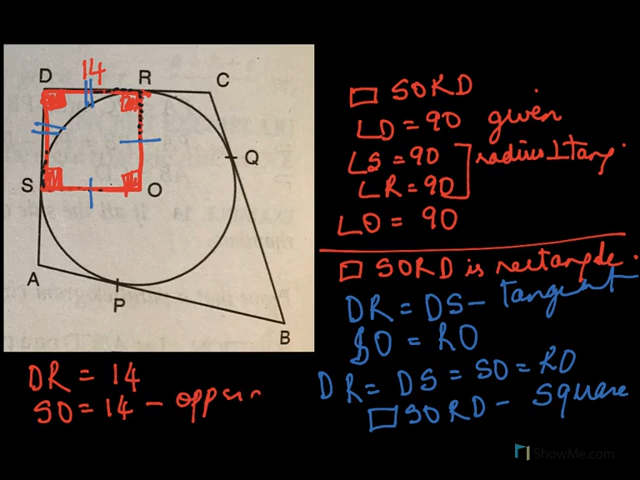 D 14 R C
S O Q
A P B
DR = 14
SO = 14 - oppsi
□ SORD
∠D = 90 given
∠S = 90
∠R = 90 radius ⊥ tang.
∠O = 90
□ SORD is rectangle.
DR = DS - tangent
SO = RO
DR = DS = SO = RO
□ SORD - square
ShowMe.com